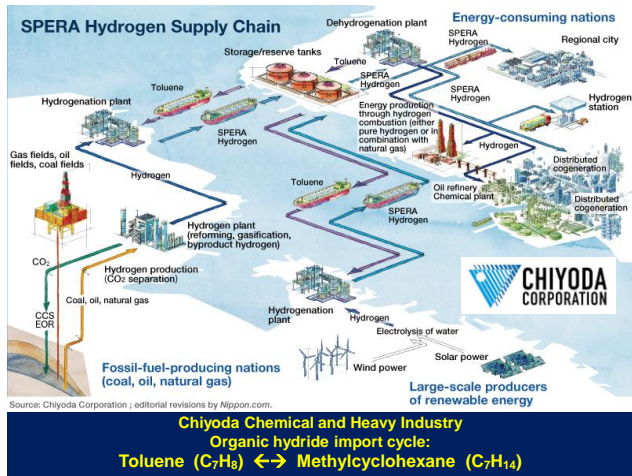 SPERA Hydrogen Supply Chain
Dehydrogenation plant
Energy-consuming nations
Storage/reserve tanks
Toluene
SPERA
Hydrogen
Regional city
SPERA
Hydrogen
SPERA
Hydrogen
Toluene
Hydrogenation plant
SPERA
Hydrogen
Energy production
through hydrogen
combustion (either
pure hydrogen or in
combination with
natural gas)
Hydrogen
station
Hydrogen
Gas fields, oil
fields, coal fields
Hydrogen
Toluene
Distributed
cogeneration
Oil refinery
Chemical plant
Distributed
cogeneration
SPERA
Hydrogen
Hydrogen plant
(reforming, gasification,
byproduct hydrogen)
CO2
Hydrogen production
(CO2 separation)
Coal, oil, natural gas
CCS
EOR
CHIYODA
CORPORATION
Hydrogenation
plant
Hydrogen
Electrolysis of water
Wind power
Solar power
Fossil-fuel-producing nations
(coal, oil, natural gas)
Large-scale producers
of renewable energy
Source: Chiyoda Corporation ; editorial revisions by Nippon.com.
Chiyoda Chemical and Heavy Industry
Organic hydride import cycle:
Toluene (C7H8) ←→ Methylcyclohexane (C7H14)